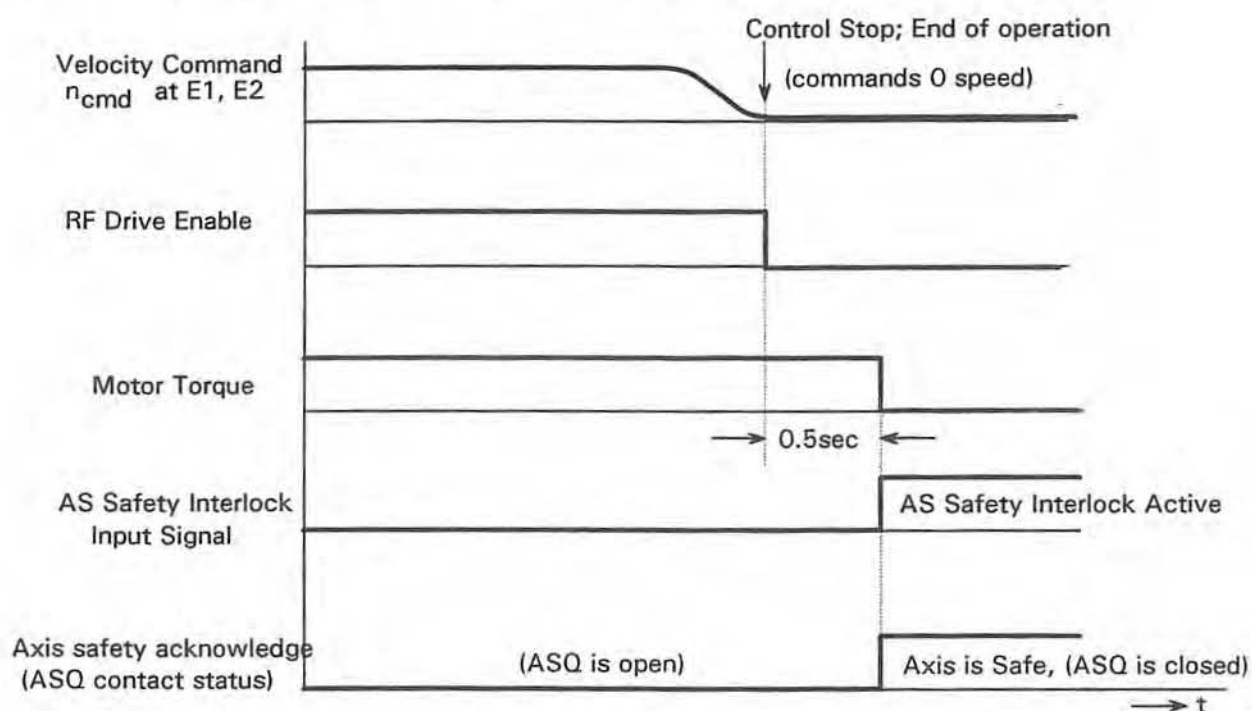 Control Stop; End of operation
Velocity Command
n_cmd at E1, E2
(commands 0 speed)
RF Drive Enable
Motor Torque
0.5sec
AS Safety Interlock
Input Signal
AS Safety Interlock Active
Axis safety acknowledge
(ASQ contact status)
(ASQ is open)
Axis is Safe, (ASQ is closed)
t